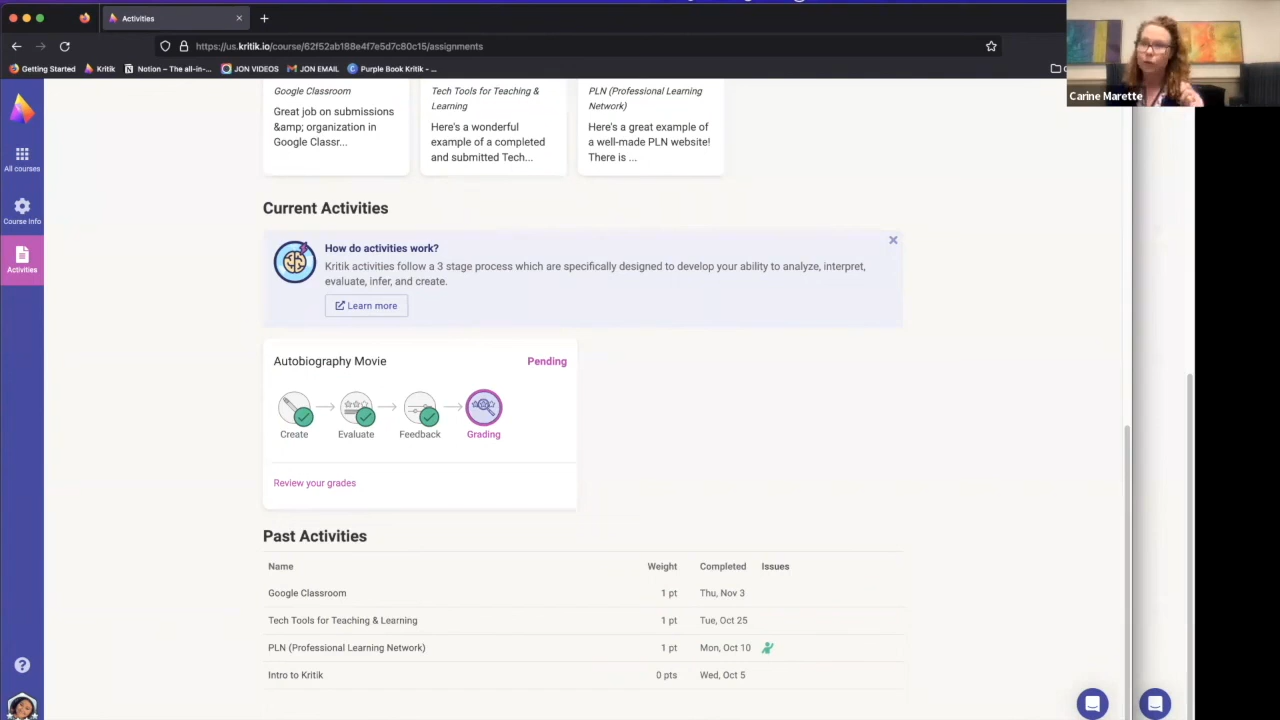 Activities
https://us.kritik.io/course/62f52ab188e4f7e5d7c80c15/assignments
Getting Started
Kritik
Notion – The all-in-...
JON VIDEOS
JON EMAIL
Purple Book Kritik - ...
Carine Marette
All courses
Course Info
Activities
Google Classroom
Great job on submissions
&amp; organization in
Google Classr...
Tech Tools for Teaching &
Learning
Here's a wonderful
example of a completed
and submitted Tech...
PLN (Professional Learning
Network)
Here's a great example of
a well-made PLN website!
There is ...
Current Activities
How do activities work?
Kritik activities follow a 3 stage process which are specifically designed to develop your ability to analyze, interpret,
evaluate, infer, and create.
Learn more
Autobiography Movie
Pending
Create
Evaluate
Feedback
Grading
Review your grades
Past Activities
Name Weight Completed Issues
Google Classroom 1 pt Thu, Nov 3
Tech Tools for Teaching & Learning 1 pt Tue, Oct 25
PLN (Professional Learning Network) 1 pt Mon, Oct 10
Intro to Kritik 0 pts Wed, Oct 5